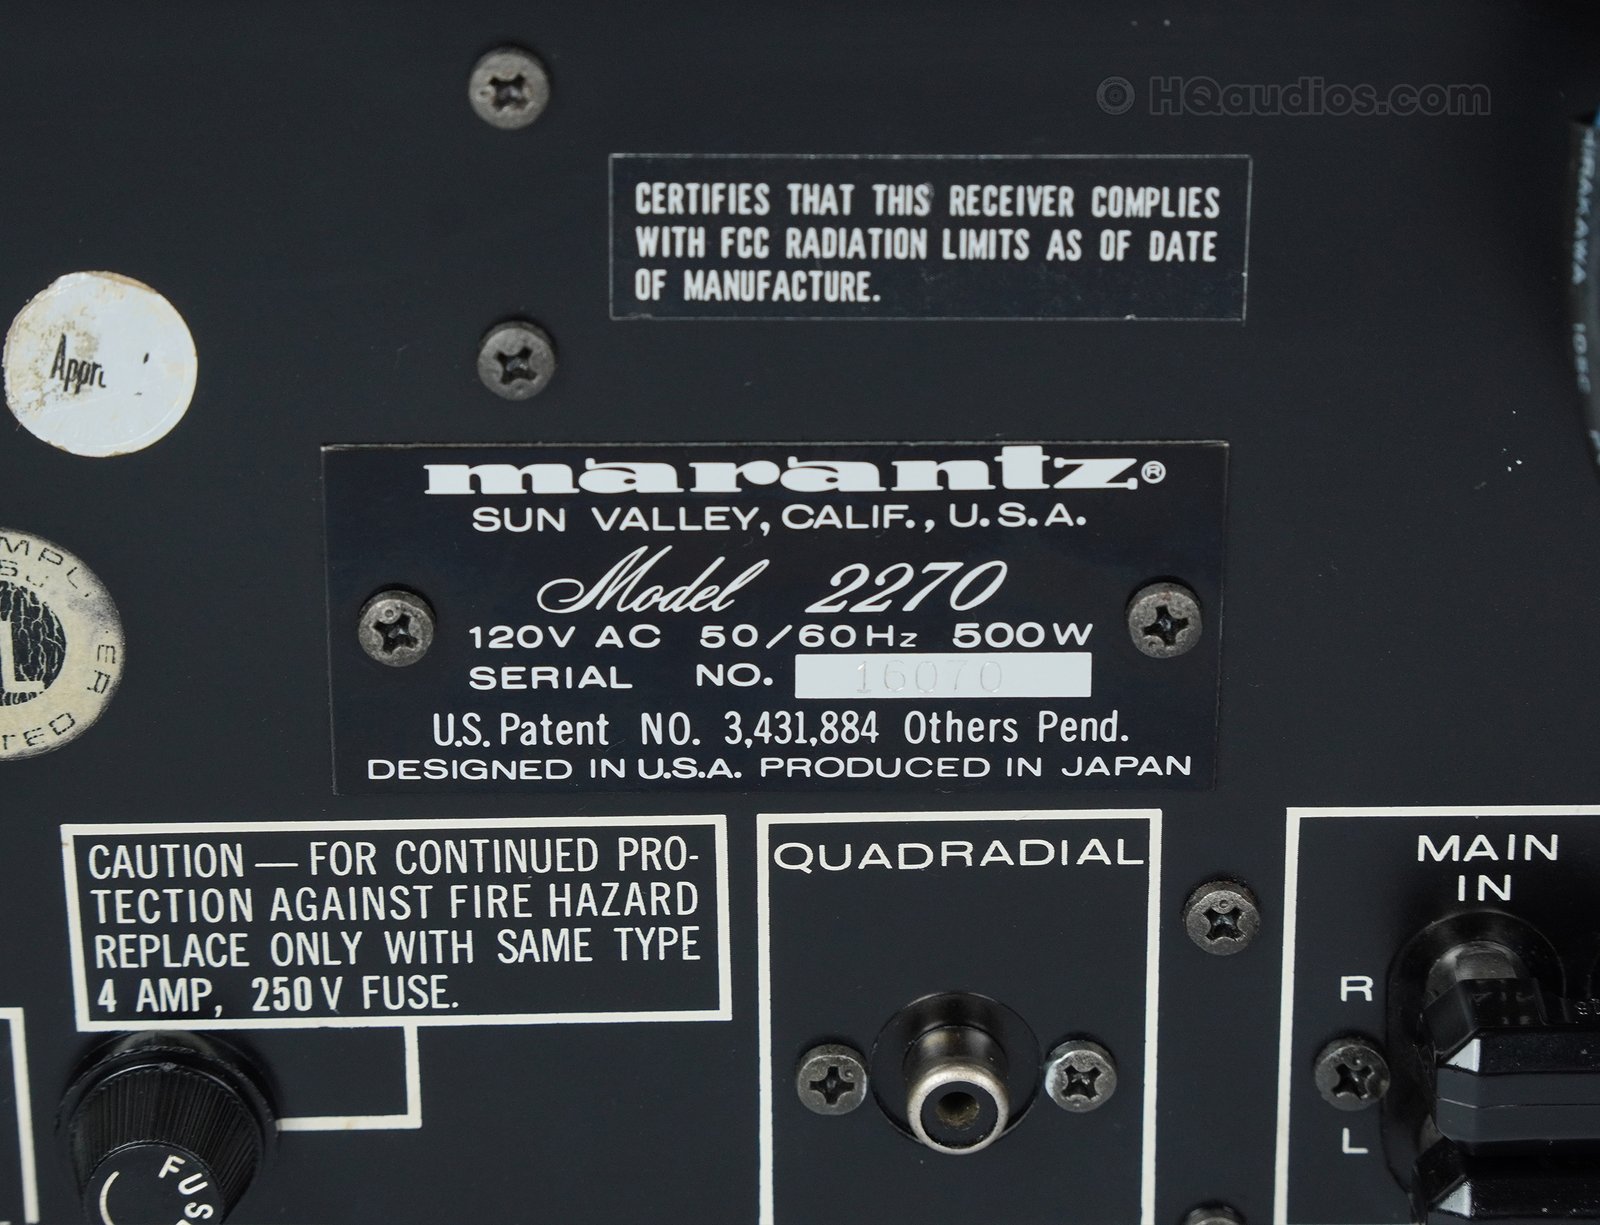 HQaudios.com
CERTIFIES THAT THIS RECEIVER COMPLIES
WITH FCC RADIATION LIMITS AS OF DATE
OF MANUFACTURE.
marantz®
SUN VALLEY, CALIF., U.S.A.
Model 2270
120V AC 50/60Hz 500W
SERIAL NO. 16070
U.S. Patent NO. 3,431,884 Others Pend.
DESIGNED IN U.S.A. PRODUCED IN JAPAN
CAUTION — FOR CONTINUED PRO-
TECTION AGAINST FIRE HAZARD
REPLACE ONLY WITH SAME TYPE
4 AMP, 250V FUSE.
QUADRADIAL
MAIN
IN
R
L